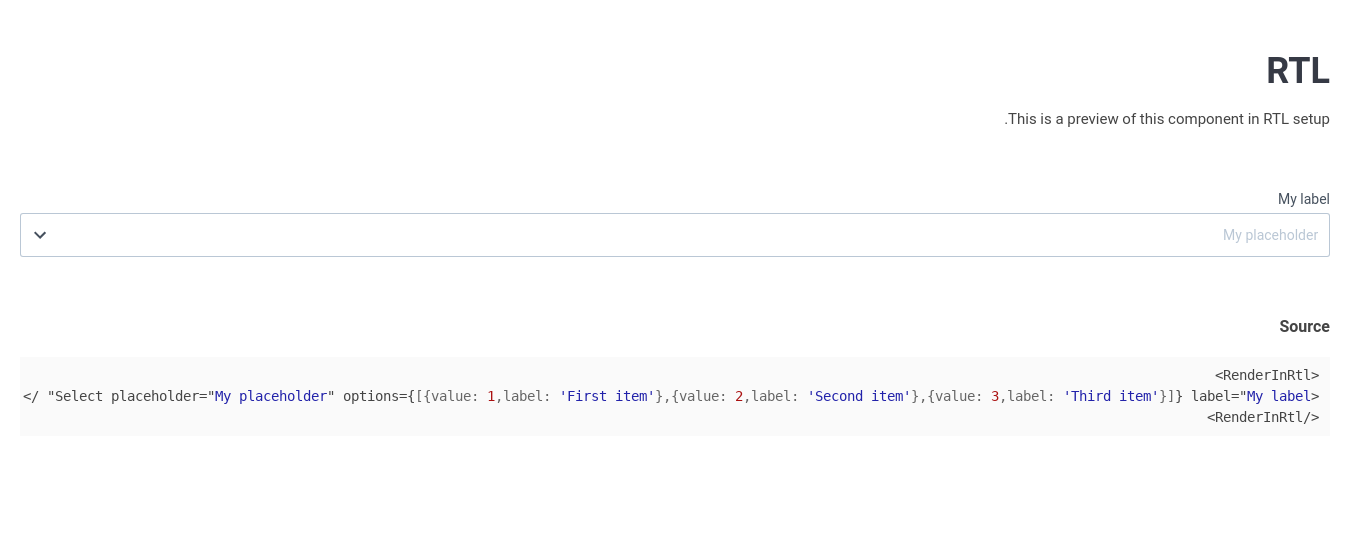 RTL
.This is a preview of this component in RTL setup
My label
My placeholder
Source
<RenderInRtl>
</ "Select placeholder="My placeholder" options={[{value: 1,label: 'First item'},{value: 2,label: 'Second item'},{value: 3,label: 'Third item'}]} label="My label>
<RenderInRtl/>